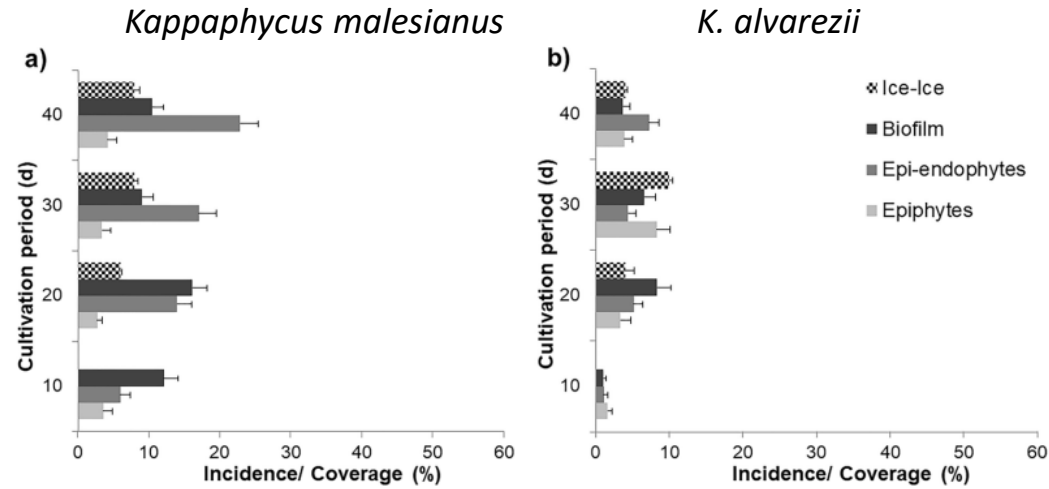 Kappaphycus malesianus
K. alvarezii
a)
40
30
20
10
Cultivation period (d)
0 10 20 30 40 50 60
Incidence/ Coverage (%)
b)
40
30
20
10
Cultivation period (d)
0 10 20 30 40 50 60
Incidence/ Coverage (%)
Ice-Ice
Biofilm
Epi-endophytes
Epiphytes